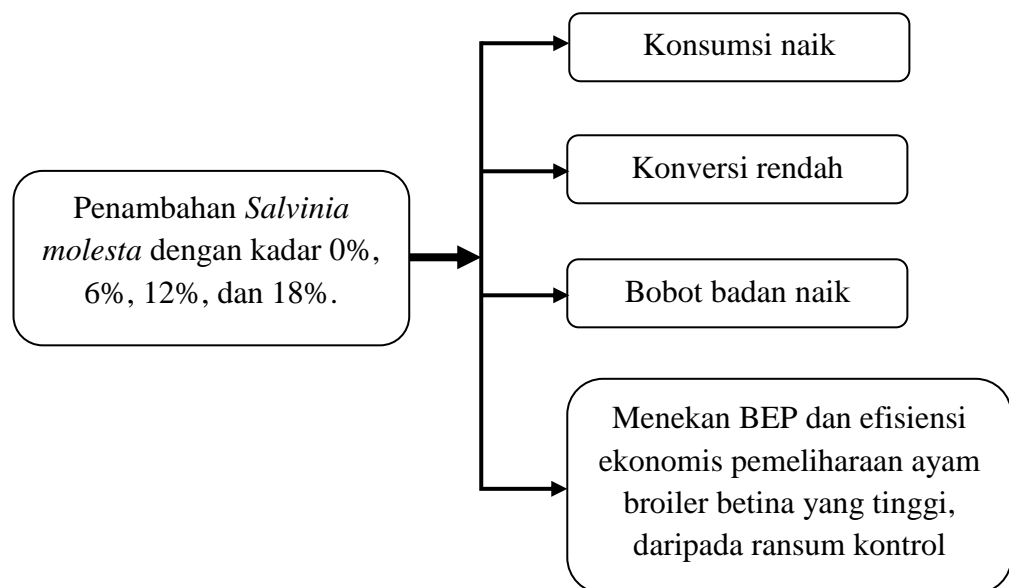 Konsumsi naik
Konversi rendah
Penambahan Salvinia
molesta dengan kadar 0%,
6%, 12%, dan 18%.
Bobot badan naik
Menekan BEP dan efisiensi
ekonomis pemeliharaan ayam
broiler betina yang tinggi,
daripada ransum kontrol